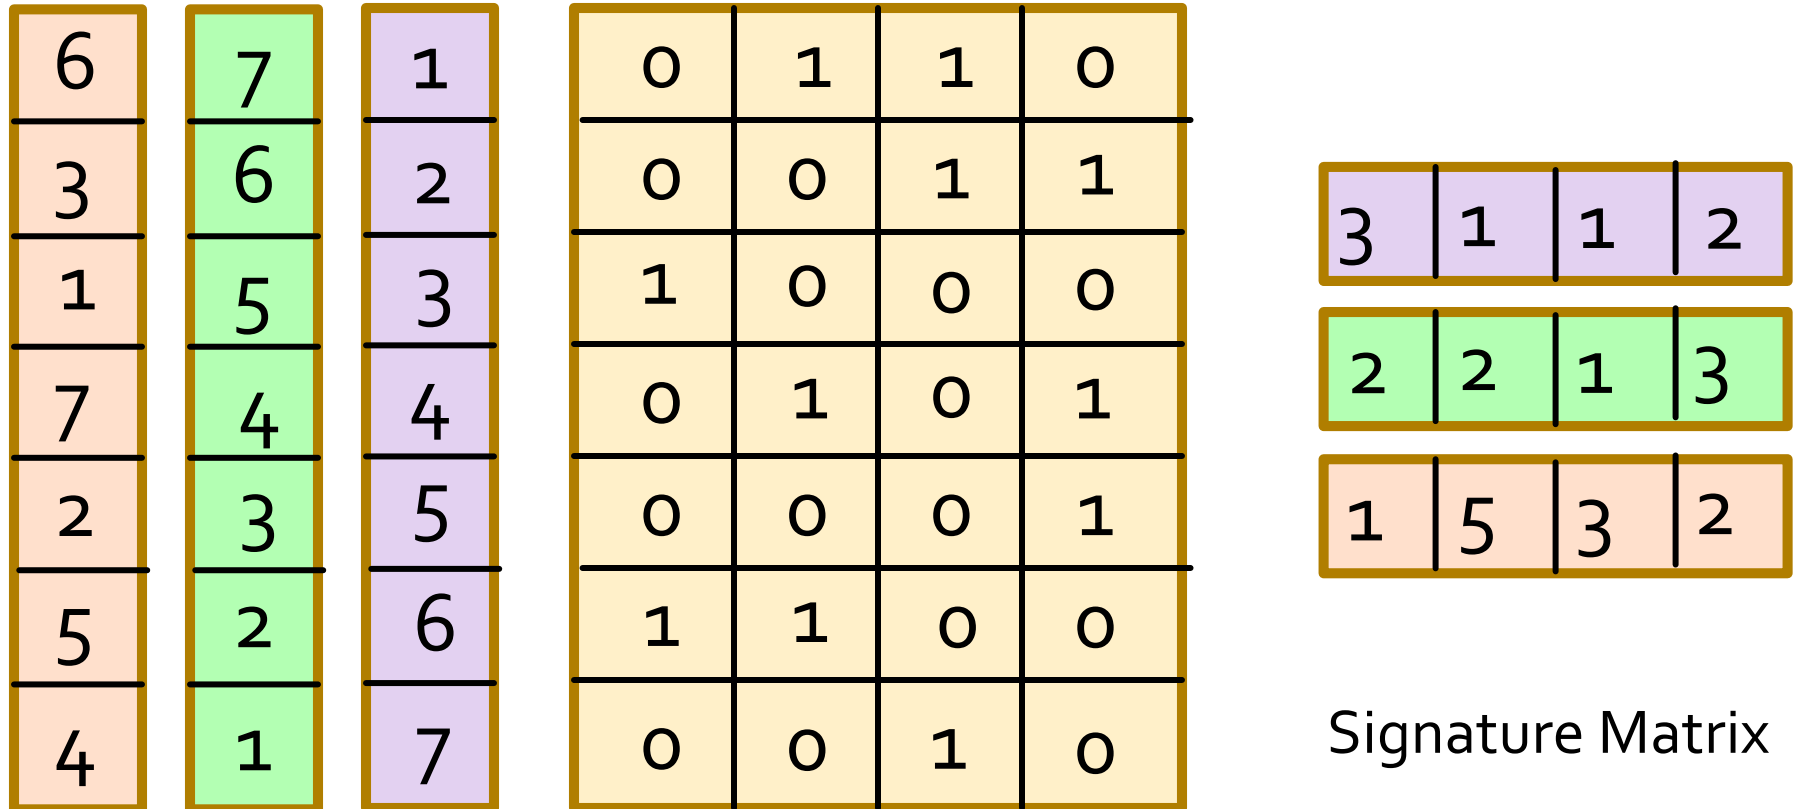 6 7 1 0 1 1 0
3 6 2 0 0 1 1
1 5 3 1 0 0 0
7 4 4 0 1 0 1
2 3 5 0 0 0 1
5 2 6 1 1 0 0
4 1 7 0 0 1 0
3 1 1 2
2 2 1 3
1 5 3 2
Signature Matrix